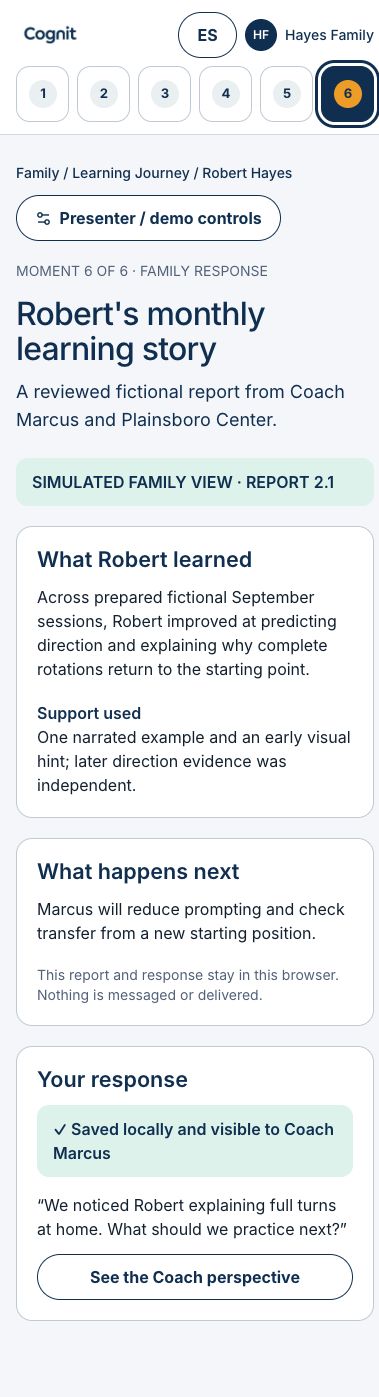 Cognit
ES
HF
Hayes Family
1
2
3
4
5
6
Family / Learning Journey / Robert Hayes
Presenter / demo controls
MOMENT 6 OF 6 · FAMILY RESPONSE
Robert's monthly
learning story
A reviewed fictional report from Coach
Marcus and Plainsboro Center.
SIMULATED FAMILY VIEW · REPORT 2.1
What Robert learned
Across prepared fictional September
sessions, Robert improved at predicting
direction and explaining why complete
rotations return to the starting point.
Support used
One narrated example and an early visual
hint; later direction evidence was
independent.
What happens next
Marcus will reduce prompting and check
transfer from a new starting position.
This report and response stay in this browser.
Nothing is messaged or delivered.
Your response
✓ Saved locally and visible to Coach
Marcus
“We noticed Robert explaining full turns
at home. What should we practice next?”
See the Coach perspective